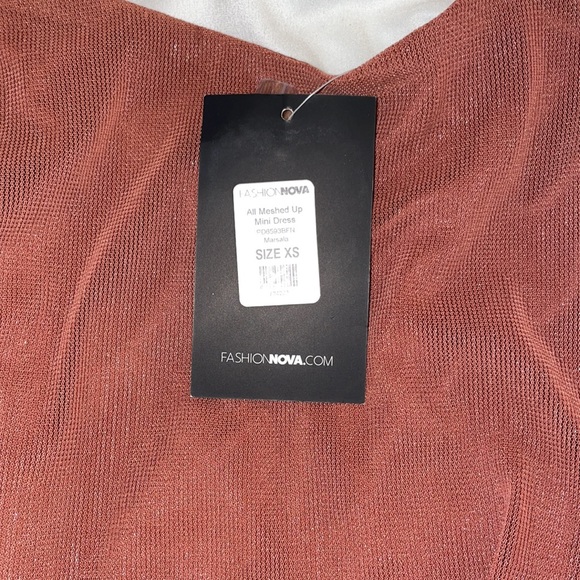 FASHIONNOVA
All Meshed Up
Mini Dress
Marsala
SIZE XS
FASHIONNOVA.COM